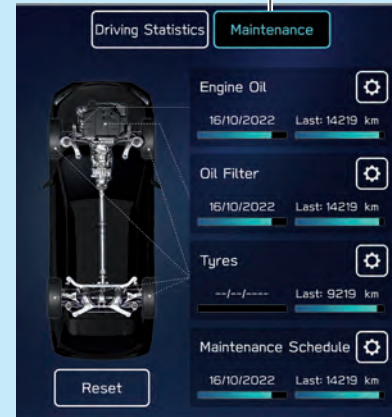 Driving Statistics
Maintenance
Engine Oil
16/10/2022 Last: 14219 km
Oil Filter
16/10/2022 Last: 14219 km
Tyres
--/--/---- Last: 9219 km
Maintenance Schedule
16/10/2022 Last: 14219 km
Reset